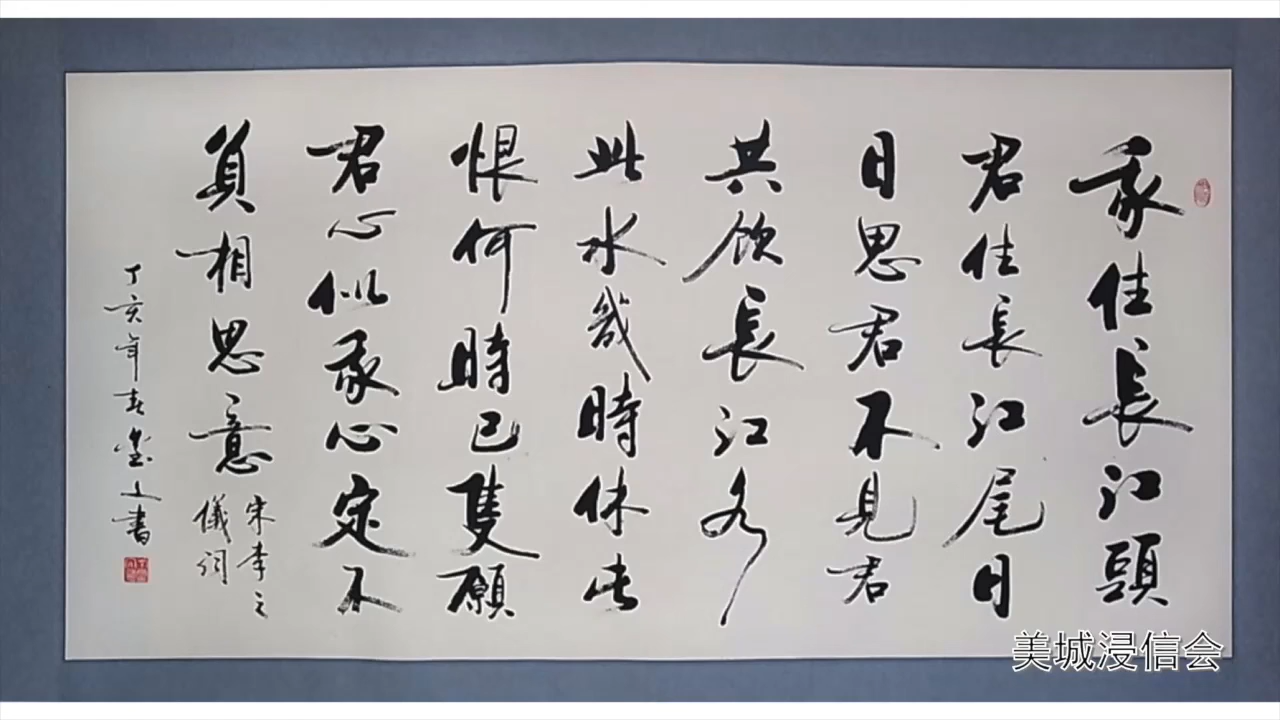 我住長江頭
君住長江尾日
日思君不見君
共飲長江水
此水幾時休此
恨何時已隻願
君心似我心定不
負相思意
宋李之
儀詞
丁亥年春
書
美城浸信会